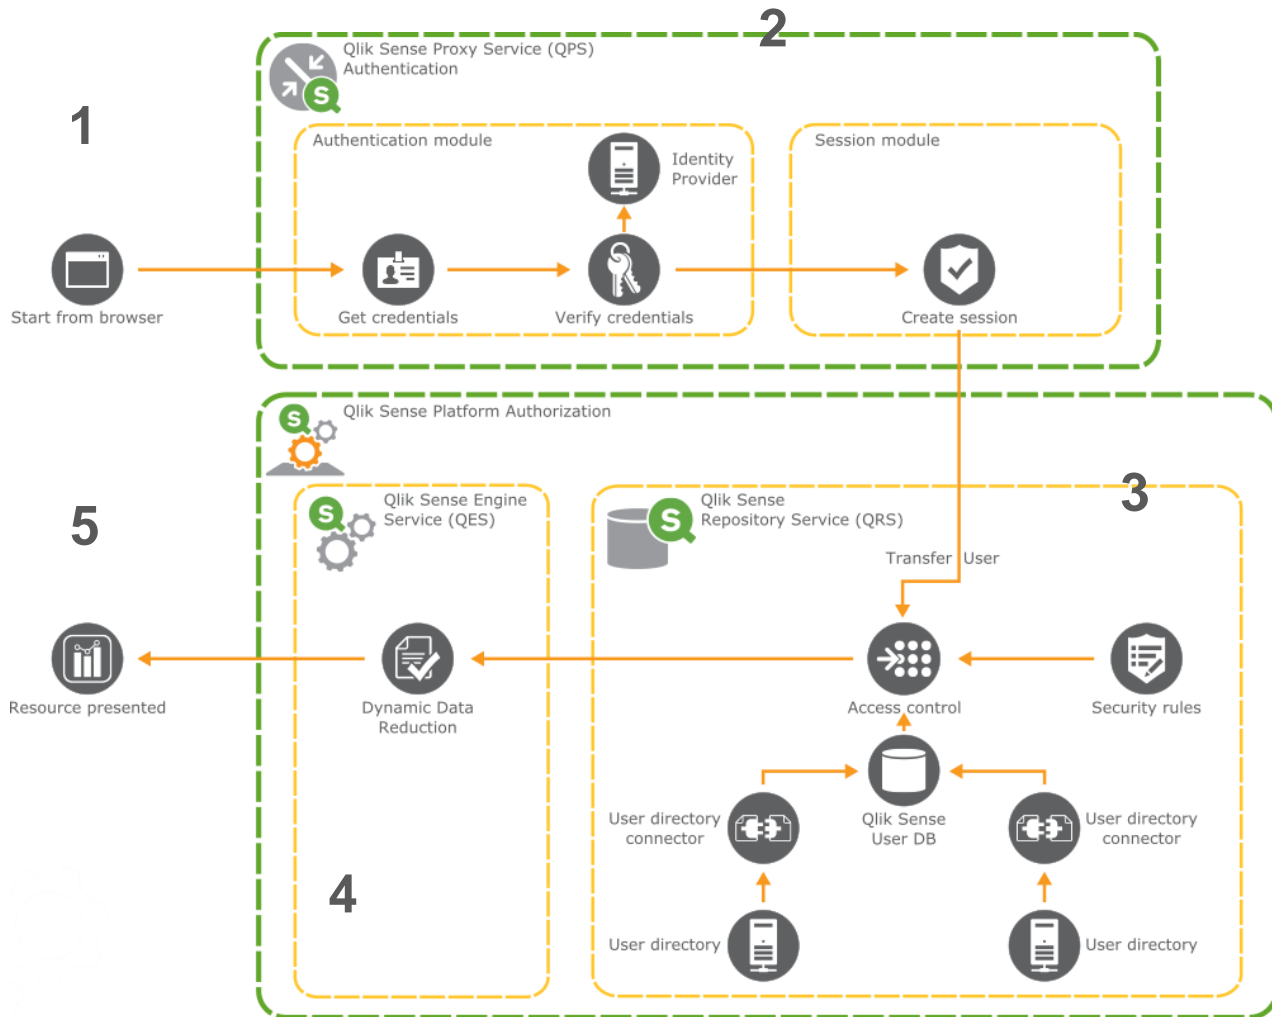 2
Qlik Sense Proxy Service (QPS)
Authentication
S
1
Authentication module
Session module
Identity
Provider
Start from browser
Get credentials
Verify credentials
Create session
Qlik Sense Platform Authorization
S
3
5
Qlik Sense Engine
Service (QES)
S
Qlik Sense
Repository Service (QRS)
S
Transfer User
Resource presented
Dynamic Data
Reduction
Access control
Security rules
User directory
connector
Qlik Sense
User DB
User directory
connector
4
User directory
User directory